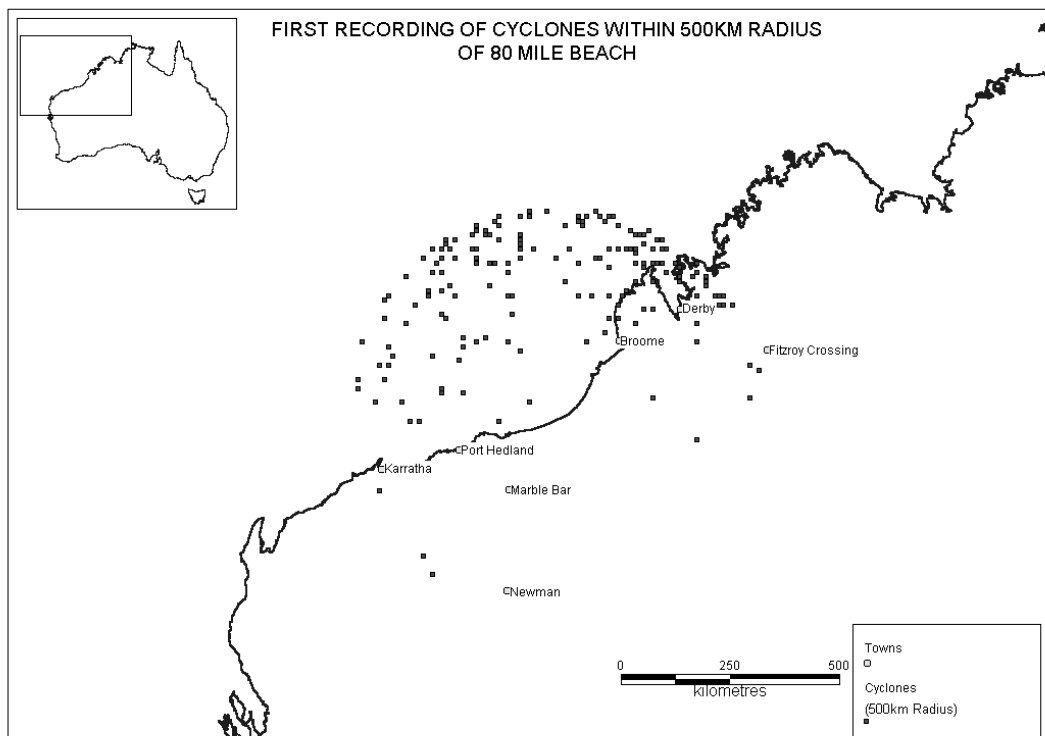 FIRST RECORDING OF CYCLONES WITHIN 500KM RADIUS
OF 80 MILE BEACH
Derby
Broome
Fitzroy Crossing
Port Hedland
Karratha
Marble Bar
Newman
0 250 500
kilometres
Towns
Cyclones
(500km Radius)